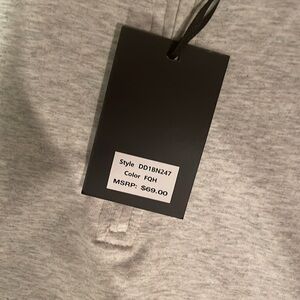 Style DD1BN247
Color FQH
MSRP: $69.00